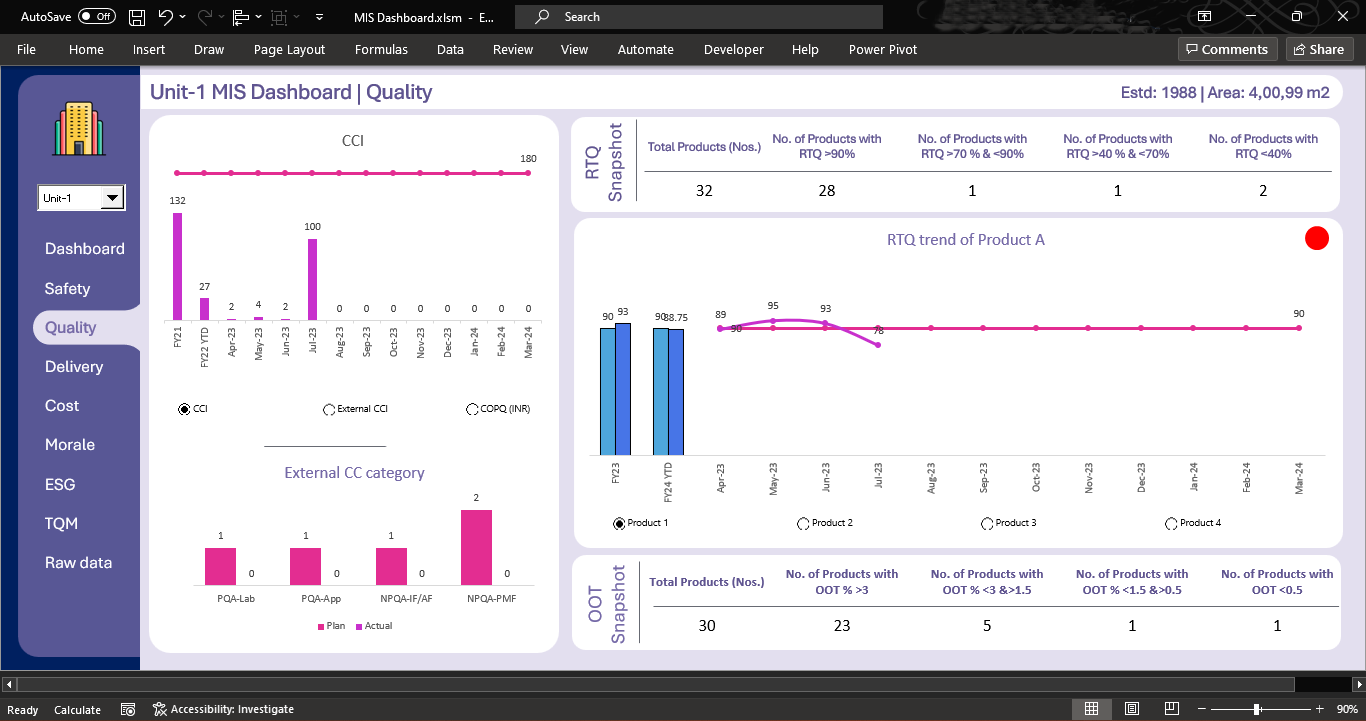 AutoSave Off MIS Dashboard.xlsm - E... Search
File Home Insert Draw Page Layout Formulas Data Review View Automate Developer Help Power Pivot Comments Share
Unit-1 MIS Dashboard | Quality
Estd: 1988 | Area: 4,00,99 m2
Unit-1
Dashboard
Safety
Quality
Delivery
Cost
Morale
ESG
TQM
Raw data
CCI
180
132
27
2
4
2
100
0 0 0 0 0 0 0 0
FY21 FY22 YTD Apr-23 May-23 Jun-23 Jul-23 Aug-23 Sep-23 Oct-23 Nov-23 Dec-23 Jan-24 Feb-24 Mar-24
CCI External CCI COPQ (INR)
External CC category
1 0 1 0 1 0 2 0
PQA-Lab PQA-App NPQA-IF/AF NPQA-PMF
Plan Actual
RTQ
Snapshot
Total Products (Nos.)
No. of Products with
RTQ >90%
No. of Products with
RTQ >70 % & <90%
No. of Products with
RTQ >40 % & <70%
No. of Products with
RTQ <40%
32 28 1 1 2
RTQ trend of Product A
90 93 90 88.75 89 90 95 93 78 90
FY23 FY24 YTD Apr-23 May-23 Jun-23 Jul-23 Aug-23 Sep-23 Oct-23 Nov-23 Dec-23 Jan-24 Feb-24 Mar-24
Product 1 Product 2 Product 3 Product 4
OOT
Snapshot
Total Products (Nos.)
No. of Products with
OOT % >3
No. of Products with
OOT % <3 &>1.5
No. of Products with
OOT % <1.5 &>0.5
No. of Products with
OOT <0.5
30 23 5 1 1
Ready Calculate Accessibility: Investigate 90%